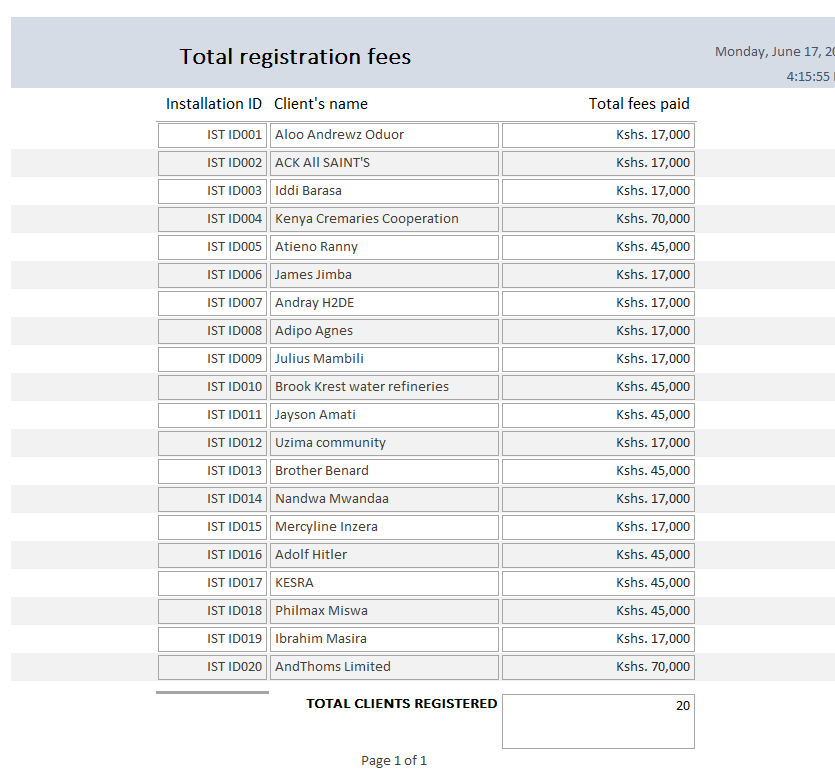 Total registration fees
Monday, June 17, 20
4:15:55
Installation ID Client's name Total fees paid
IST ID001 Aloo Andrewz Oduor Kshs. 17,000
IST ID002 ACK All SAINT'S Kshs. 17,000
IST ID003 Iddi Barasa Kshs. 17,000
IST ID004 Kenya Cremaries Cooperation Kshs. 70,000
IST ID005 Atieno Ranny Kshs. 45,000
IST ID006 James Jimba Kshs. 17,000
IST ID007 Andray H2DE Kshs. 17,000
IST ID008 Adipo Agnes Kshs. 17,000
IST ID009 Julius Mambili Kshs. 17,000
IST ID010 Brook Krest water refineries Kshs. 45,000
IST ID011 Jayson Amati Kshs. 45,000
IST ID012 Uzima community Kshs. 17,000
IST ID013 Brother Benard Kshs. 45,000
IST ID014 Nandwa Mwandaa Kshs. 17,000
IST ID015 Mercyline Inzera Kshs. 17,000
IST ID016 Adolf Hitler Kshs. 45,000
IST ID017 KESRA Kshs. 45,000
IST ID018 Philmax Miswa Kshs. 45,000
IST ID019 Ibrahim Masira Kshs. 17,000
IST ID020 AndThoms Limited Kshs. 70,000
TOTAL CLIENTS REGISTERED 20
Page 1 of 1